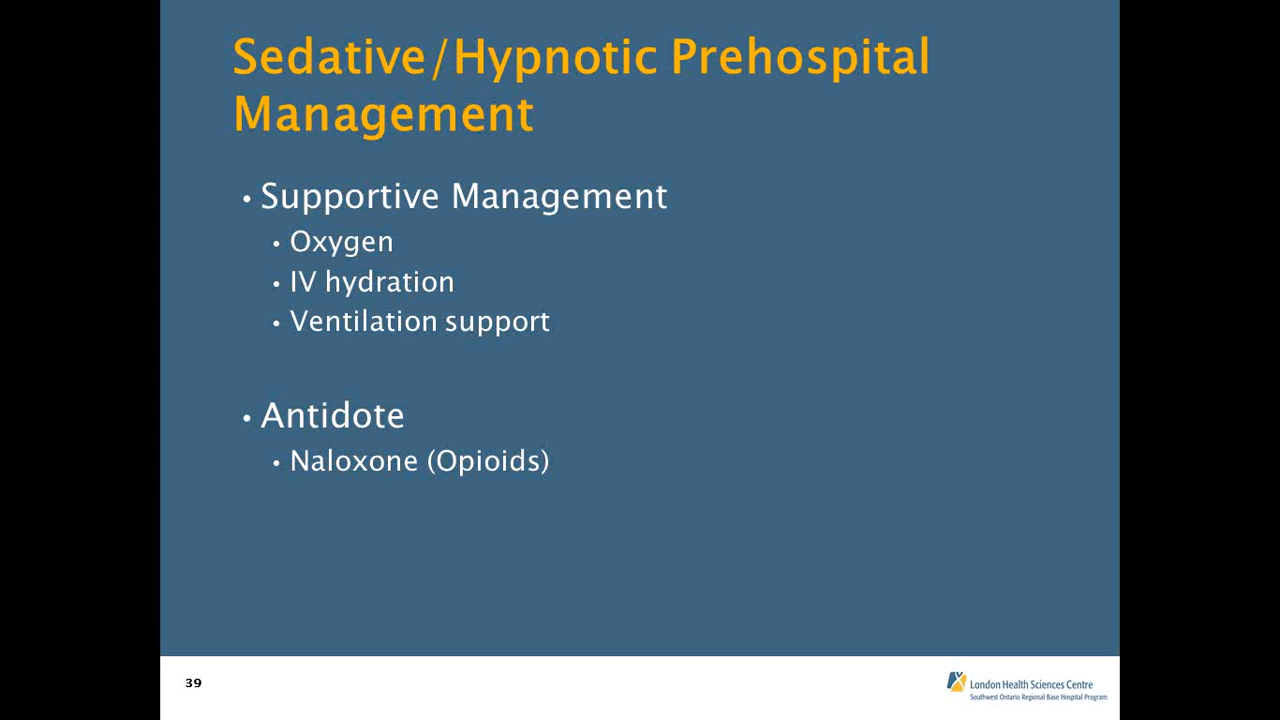 Sedative/Hypnotic Prehospital
Management
• Supportive Management
• Oxygen
• IV hydration
• Ventilation support
• Antidote
• Naloxone (Opioids)
39
London Health Sciences Centre
Southwest Ontario Regional Base Hospital Program